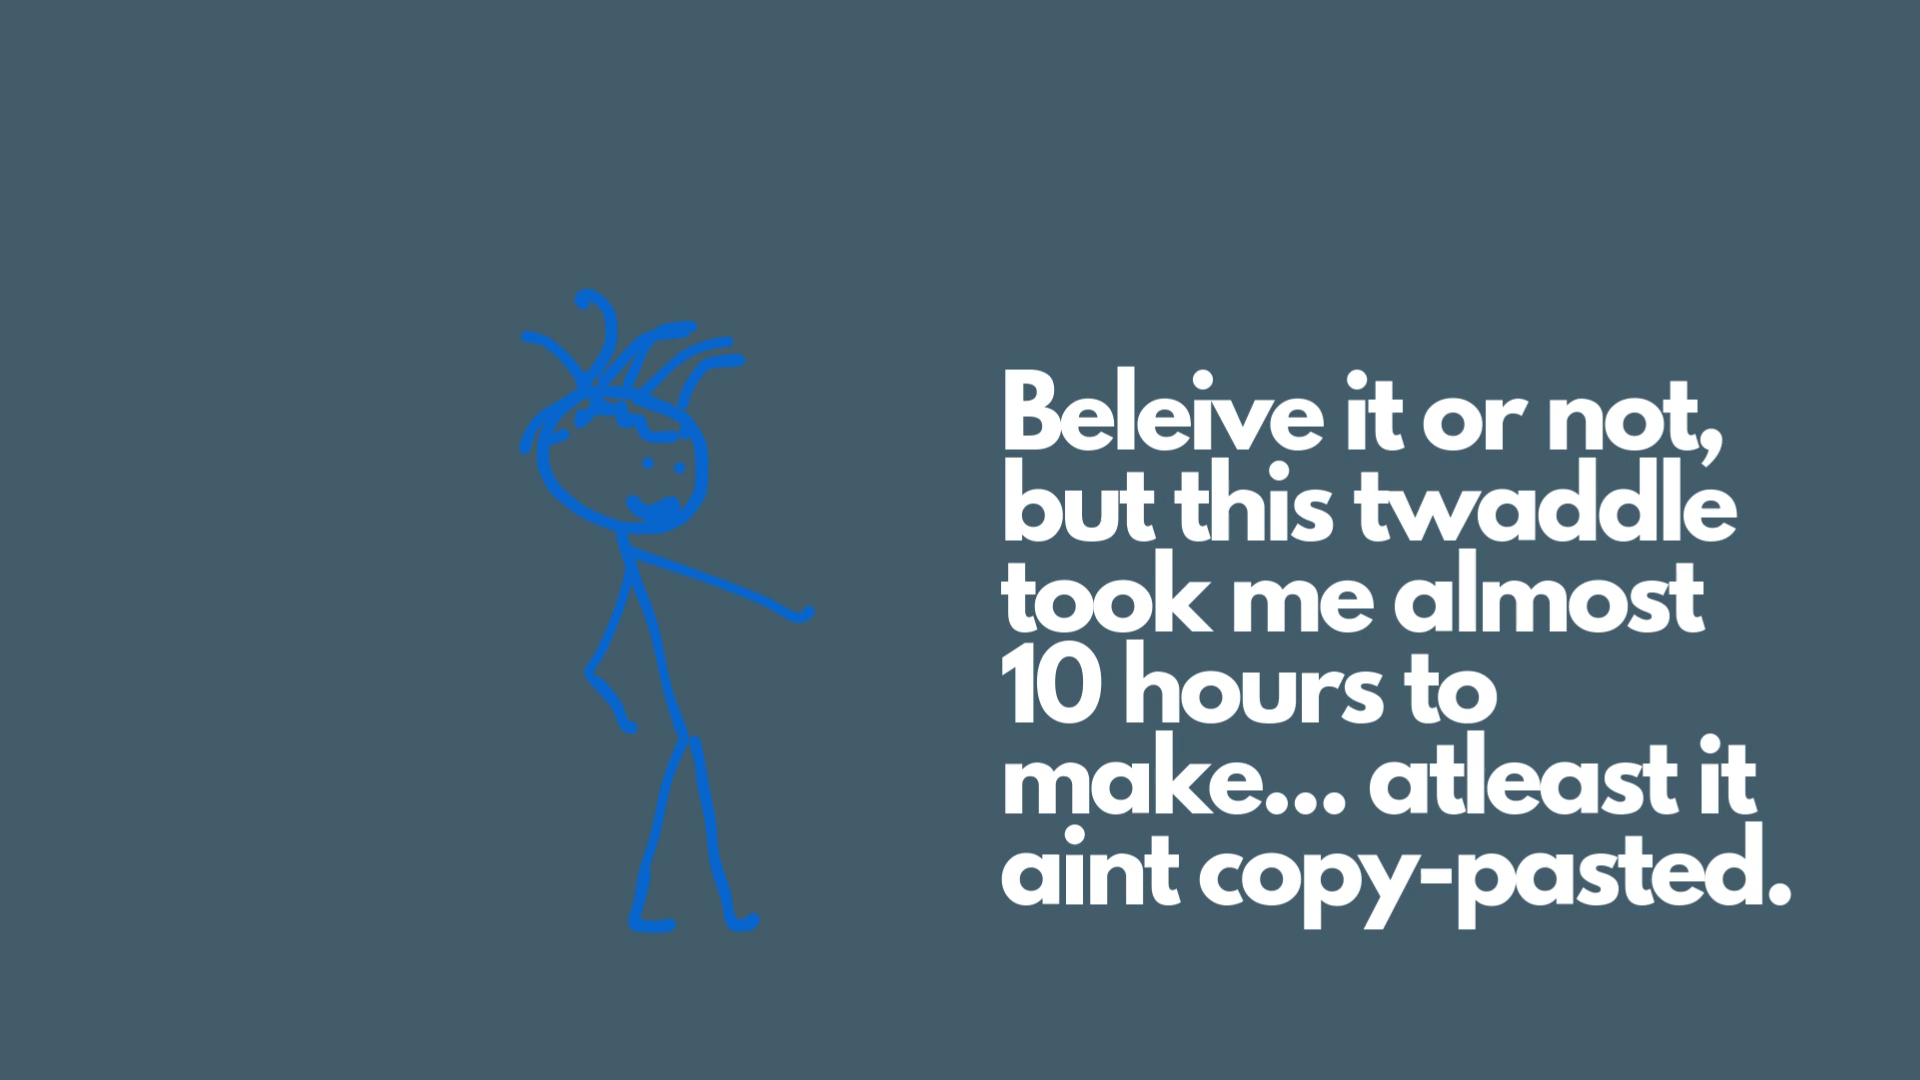 Beleive it or not,
but this twaddle
took me almost
10 hours to
make... atleast it
aint copy-pasted.